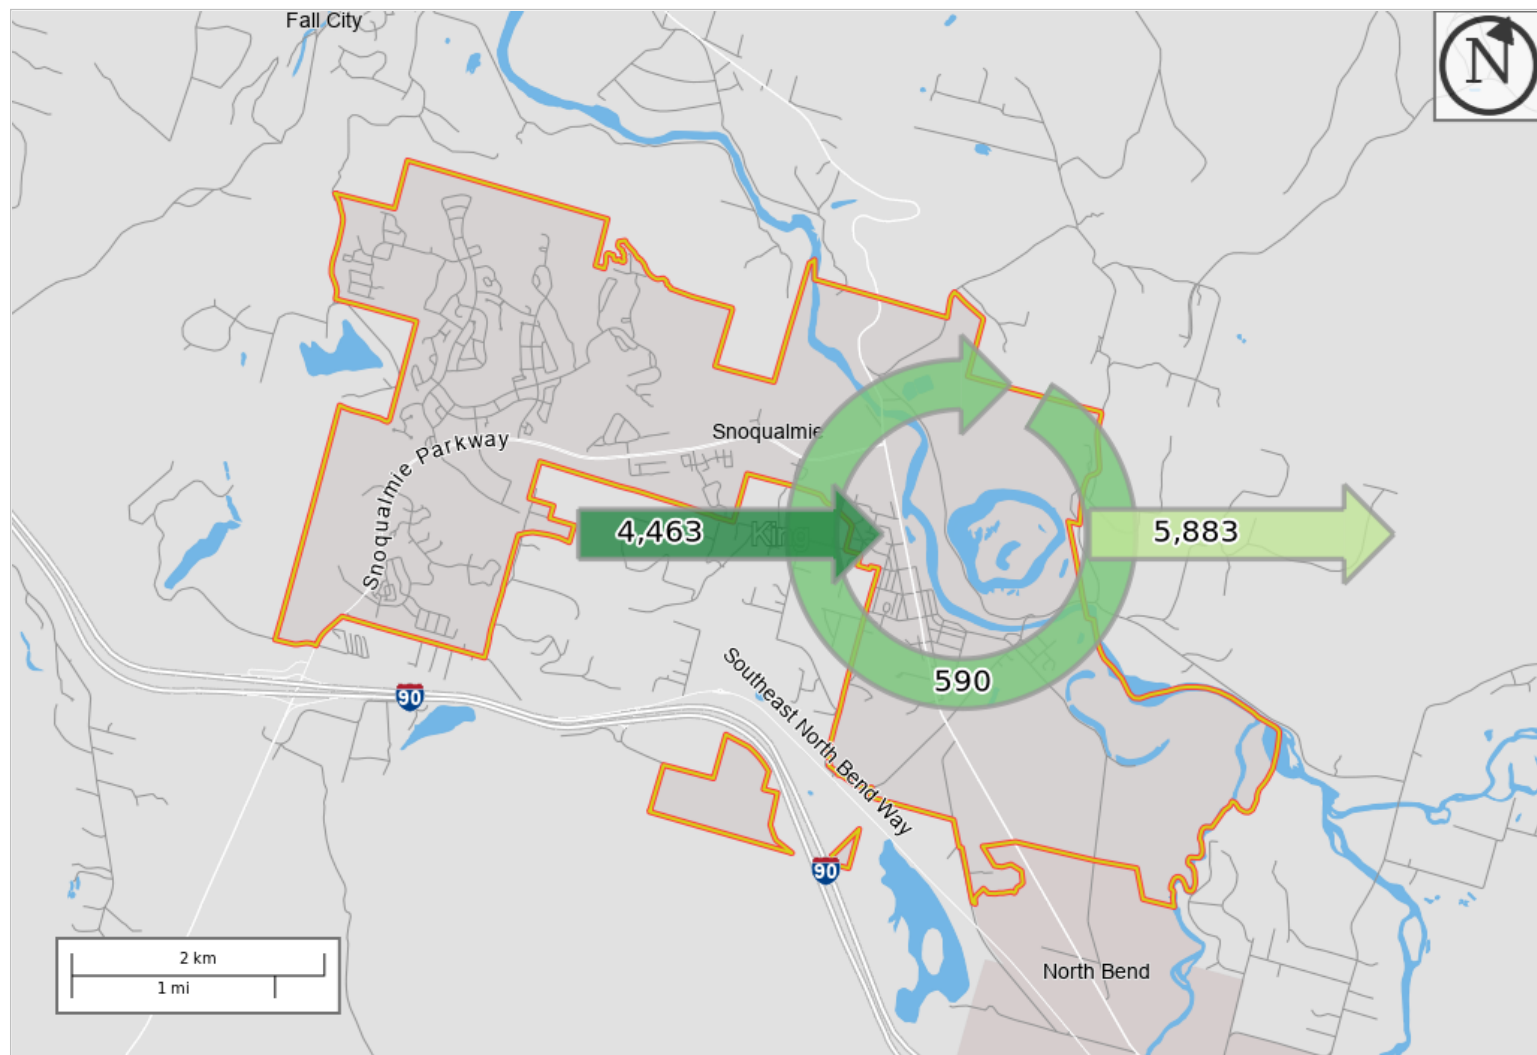 Fall City
N
Snoqualmie
Snoqualmie Parkway
4,463
King
5,883
590
Southeast North Bend Way
90
90
North Bend
2 km
1 mi